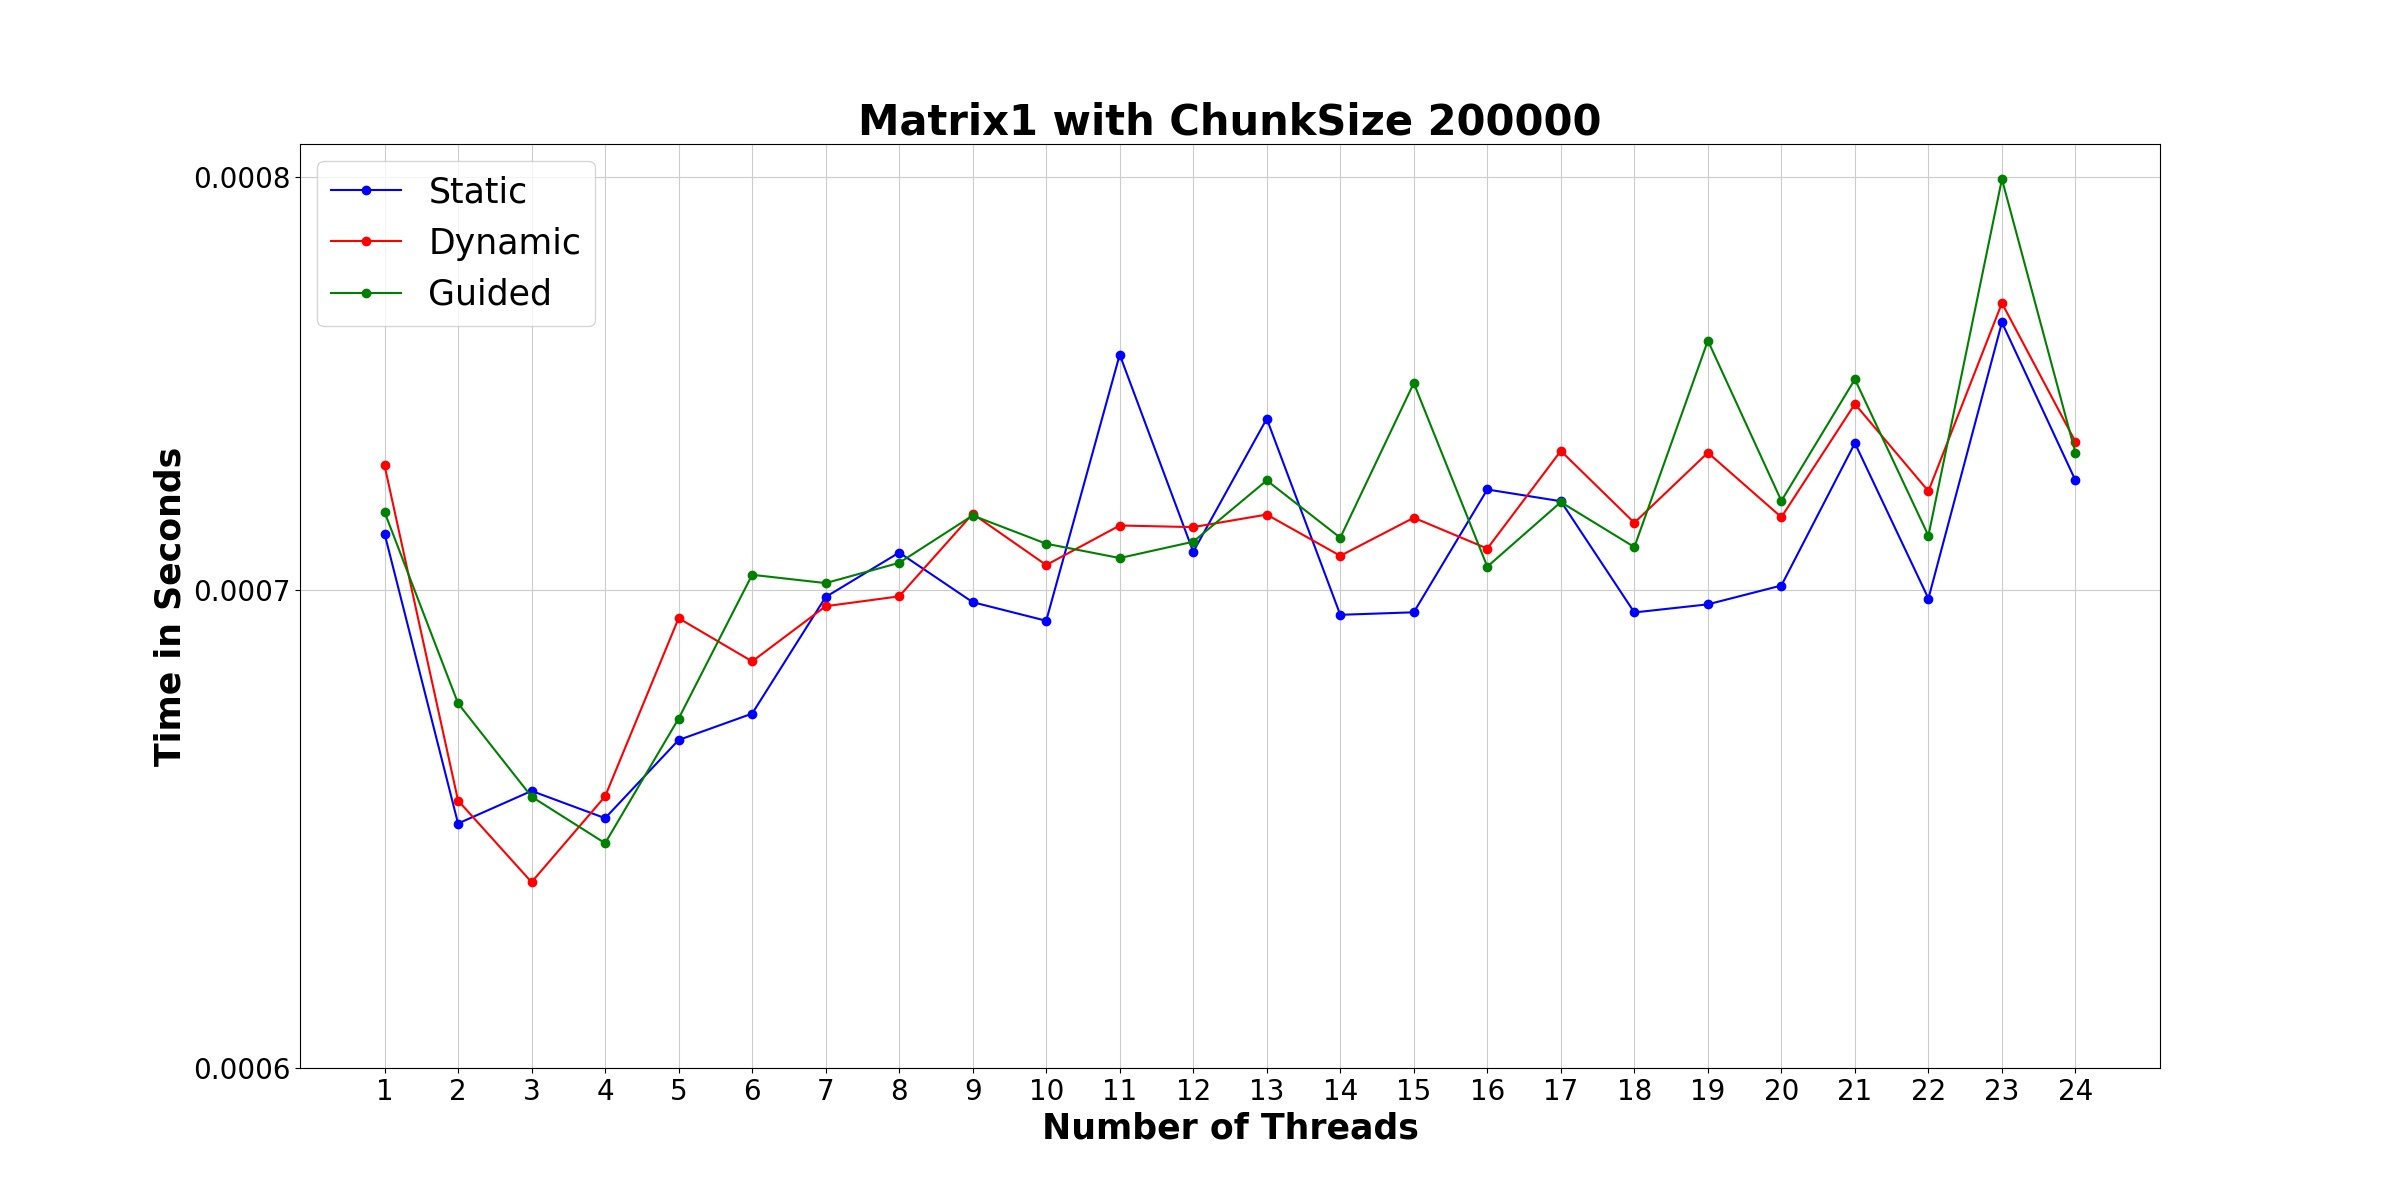 Matrix1 with ChunkSize 200000
Static
Dynamic
Guided
0.0008
0.0007
0.0006
Time in Seconds
1 2 3 4 5 6 7 8 9 10 11 12 13 14 15 16 17 18 19 20 21 22 23 24
Number of Threads